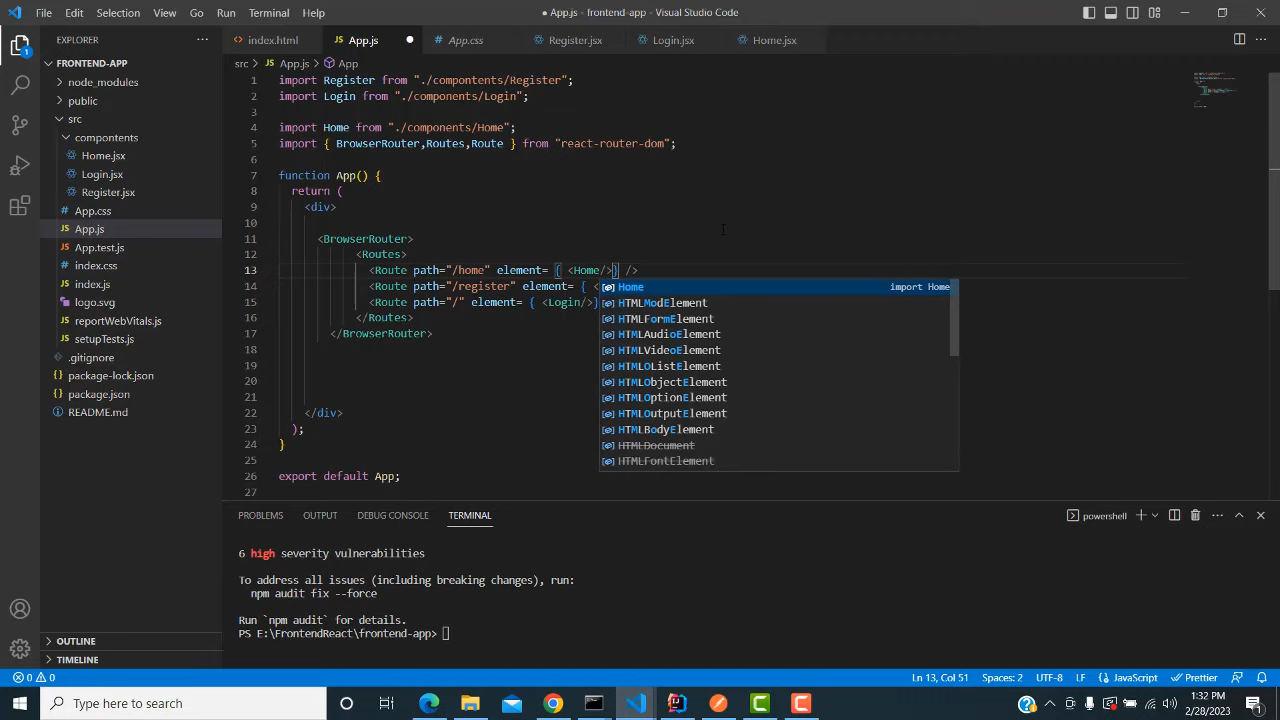 File Edit Selection View Go Run Terminal Help
● App.js - frontend-app - Visual Studio Code
EXPLORER
FRONTEND-APP
node_modules
public
src
compontents
Home.jsx
Login.jsx
Register.jsx
App.css
App.js
App.test.js
index.css
index.js
logo.svg
reportWebVitals.js
setupTests.js
.gitignore
package-lock.json
package.json
README.md
OUTLINE
TIMELINE
index.html App.js ● App.css Register.jsx Login.jsx Home.jsx
src > App.js > App
1 import Register from "./compontents/Register";
2 import Login from "./components/Login";
3
4 import Home from "./components/Home";
5 import { BrowserRouter,Routes,Route } from "react-router-dom";
6
7 function App() {
8 return (
9 <div>
10
11 <BrowserRouter>
12 <Routes>
13 <Route path="/home" element= { <Home/>} />
14 <Route path="/register" element= { <
15 <Route path="/" element= { <Login/>}
16 </Routes>
17 </BrowserRouter>
18
19
20
21
22 </div>
23 );
24 }
25
26 export default App;
27
Home import Home
HTMLModElement
HTMLFormElement
HTMLAudioElement
HTMLVideoElement
HTMLOListElement
HTMLObjectElement
HTMLOptionElement
HTMLOutputElement
HTMLBodyElement
HTMLDocument
HTMLFontElement
PROBLEMS OUTPUT DEBUG CONSOLE TERMINAL
powershell
6 high severity vulnerabilities
To address all issues (including breaking changes), run:
npm audit fix --force
Run `npm audit` for details.
PS E:\FrontendReact\frontend-app>
0 0
Ln 13, Col 51 Spaces: 2 UTF-8 LF JavaScript Prettier
Type here to search
1:32 PM
2/28/2023